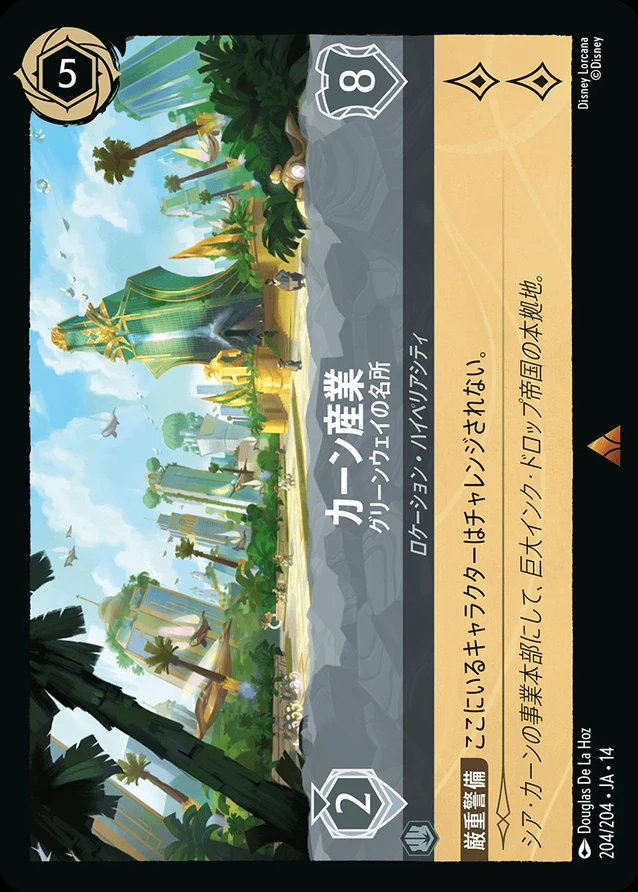 5
カーン産業
グリーンウェイの名所
2
8
ロケーション・ハイペリアシティ
厳重警備 ここにいるキャラクターはチャレンジされない。
シア・カーンの事業本部にして、巨大インク・ドロップ帝国の本拠地。
Douglas De La Hoz
204/204・JA・14
Disney Lorcana
©Disney